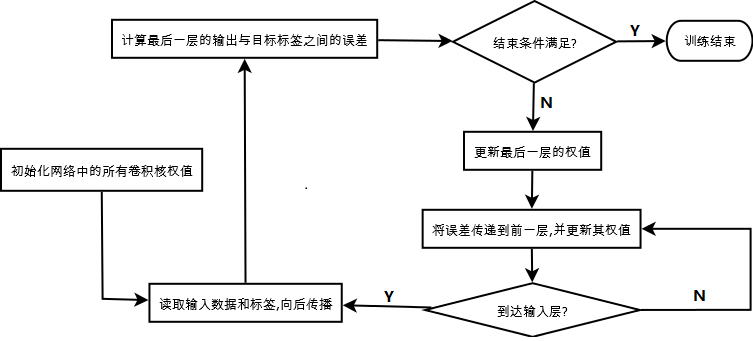 计算最后一层的输出与目标标签之间的误差
结束条件满足?
Y
训练结束
N
更新最后一层的权值
初始化网络中的所有卷积核权值
将误差传递到前一层,并更新其权值
读取输入数据和标签,向后传播
Y
到达输入层?
N